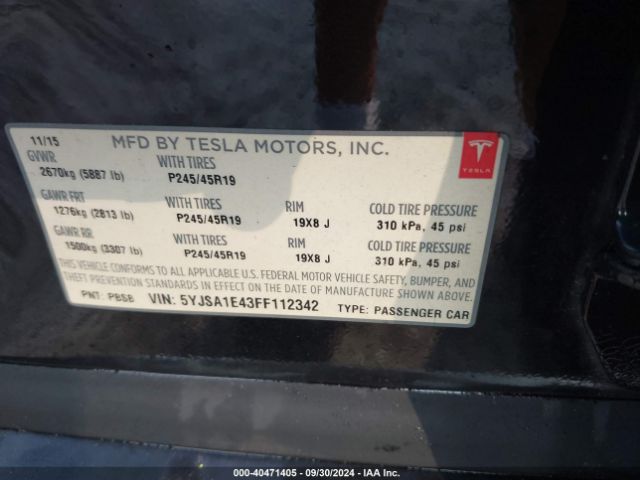 11/15 MFD BY TESLA MOTORS, INC.
GVWR WITH TIRES
2670kg (5887 lb) P245/45R19
TESLA
GAWR FRT WITH TIRES RIM COLD TIRE PRESSURE
1276kg (2813 lb) P245/45R19 19X8 J 310 kPa, 45 psi
GAWR RR WITH TIRES RIM COLD TIRE PRESSURE
1500kg (3307 lb) P245/45R19 19X8 J 310 kPa, 45 psi
THIS VEHICLE CONFORMS TO ALL APPLICABLE U.S. FEDERAL MOTOR VEHICLE SAFETY, BUMPER, AND
THEFT PREVENTION STANDARDS IN EFFECT ON THE DATE OF MANUFACTURE SHOWN ABOVE.
PNT: PBSB VIN: 5YJSA1E43FF112342 TYPE: PASSENGER CAR
000-40471405 - 09/30/2024 - IAA Inc.